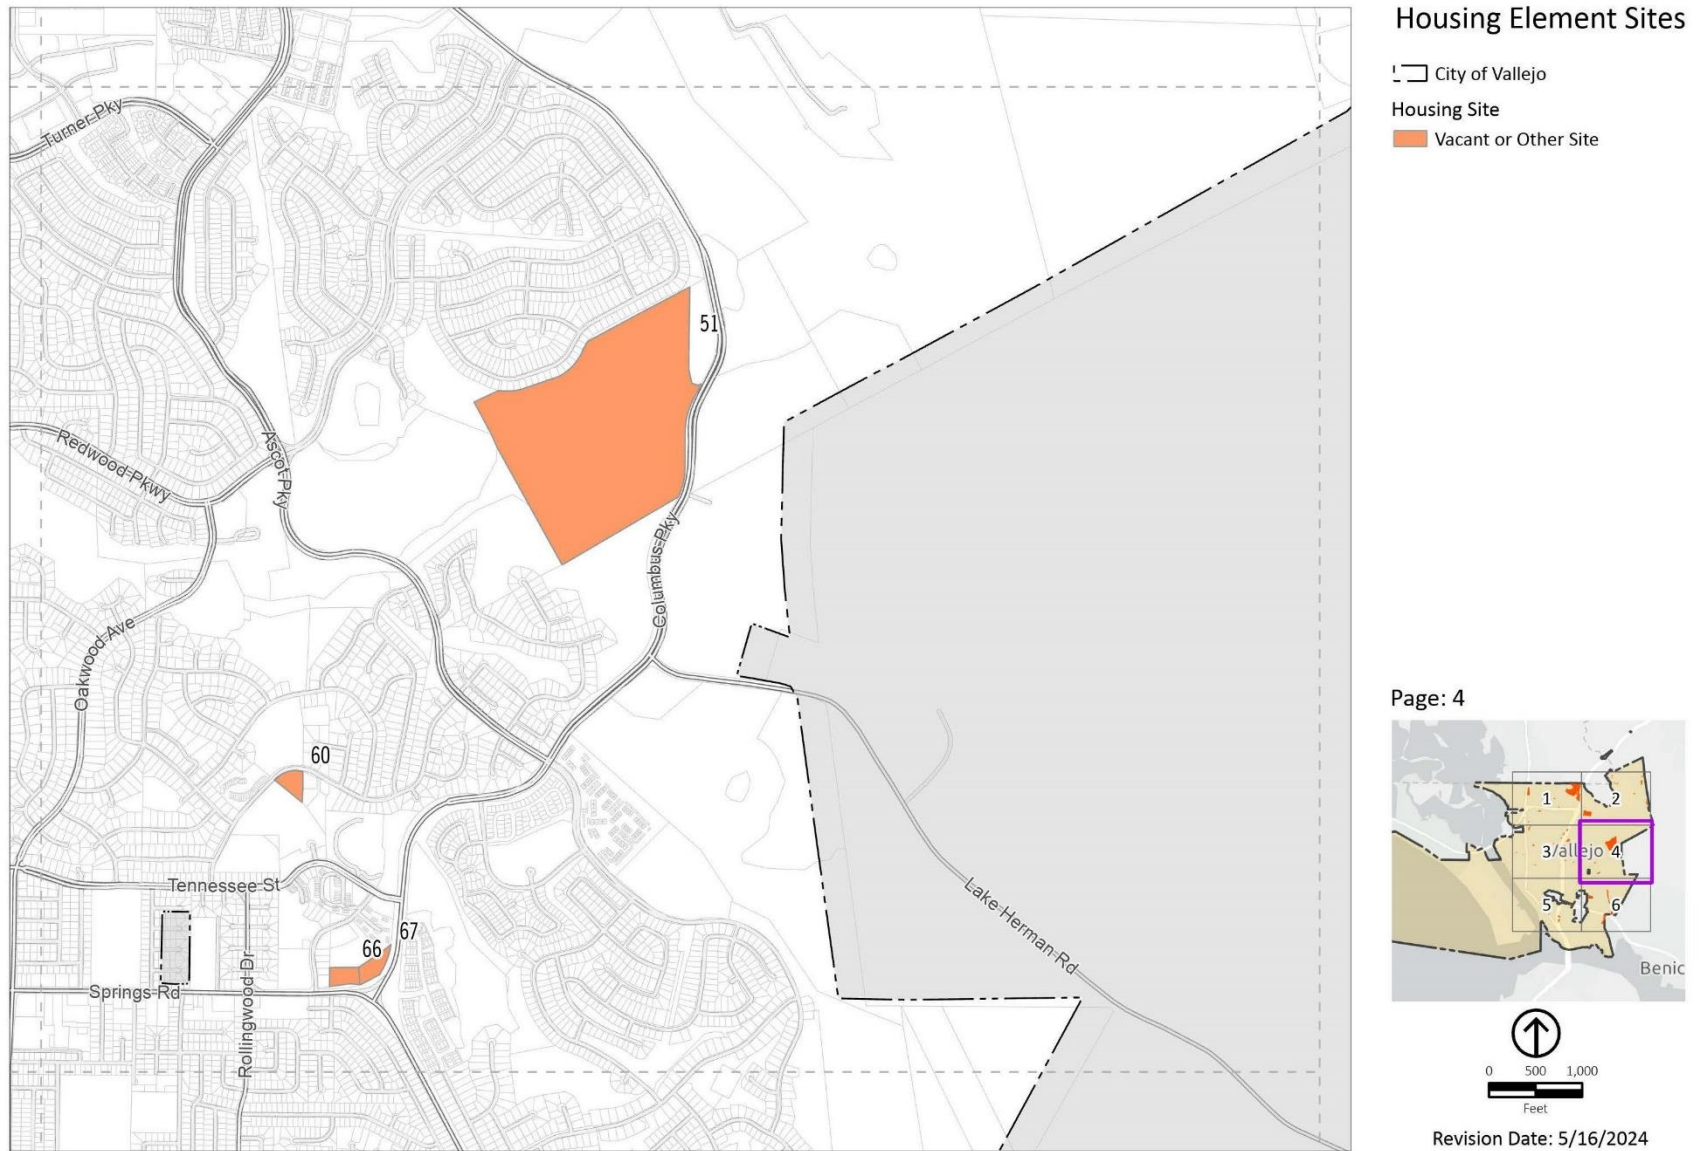 Housing Element Sites
City of Vallejo
Housing Site
Vacant or Other Site
Turner Pky
51
Redwood Pkwy
Ascot Pky
Columbus Pky
Oakwood Ave
60
Tennessee St
67
66
Springs Rd
Rollingwood Dr
Lake Herman Rd
Page: 4
1
2
3
Vallejo
4
5
6
Benic
0 500 1,000
Feet
Revision Date: 5/16/2024